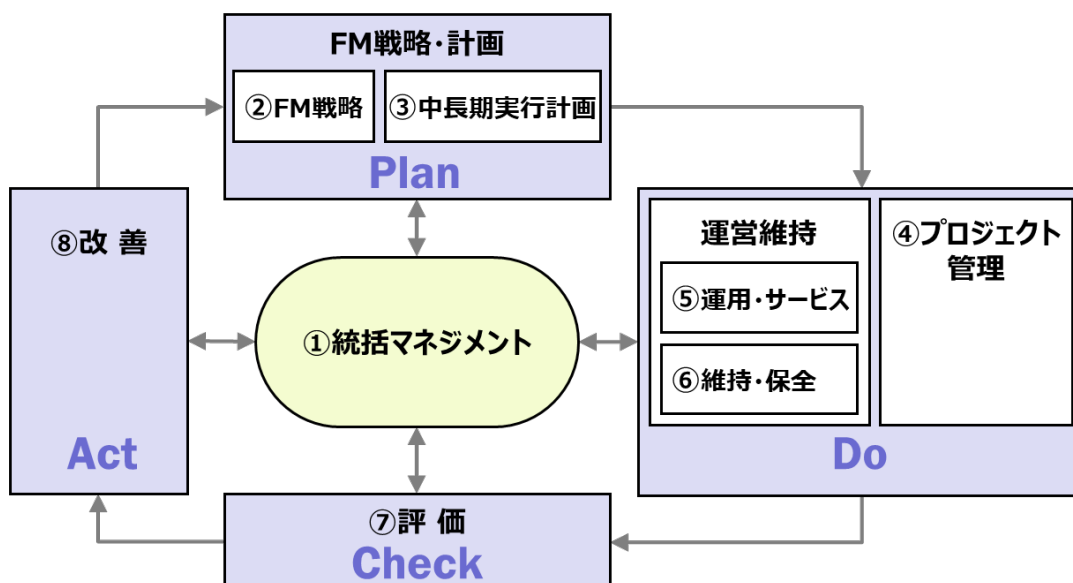 FM戦略・計画
②FM戦略
③中長期実行計画
Plan
⑧改 善
Act
①統括マネジメント
運営維持
⑤運用・サービス
⑥維持・保全
④プロジェクト
管理
Do
⑦評 価
Check